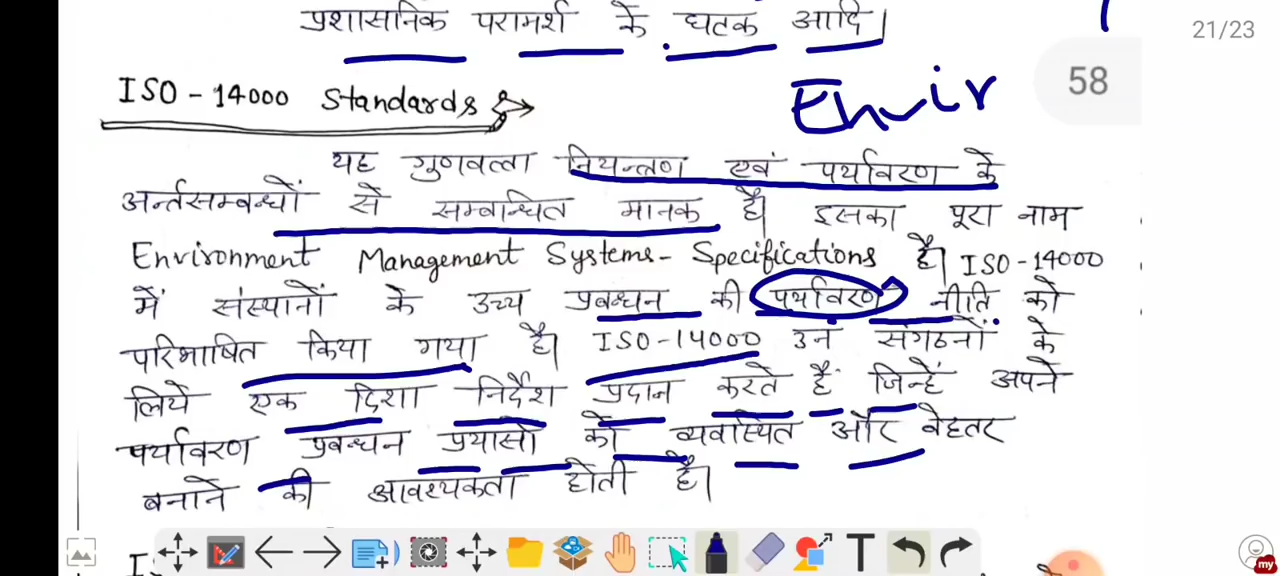 प्रशासनिक परामर्श के घटक आदि।
21/23
58
ISO - 14000 Standards
Envir
यह गुणवत्ता नियन्त्रण एवं पर्यावरण के
अर्न्तसम्बन्धों से सम्बन्धित मानक है। इसका पूरा नाम
Environment Management Systems - Specifications है। ISO-14000
में संस्थानों के उच्च प्रबन्धन की पर्यावरण नीति को
परिभाषित किया गया है। ISO-14000 उन संगठनों के
लिये एक दिशा निर्देश प्रदान करते हैं जिन्हें अपने
पर्यावरण प्रबन्धन प्रयासो को व्यवस्थित और बेहतर
बनाने की आवश्यकता होती है।
T
my